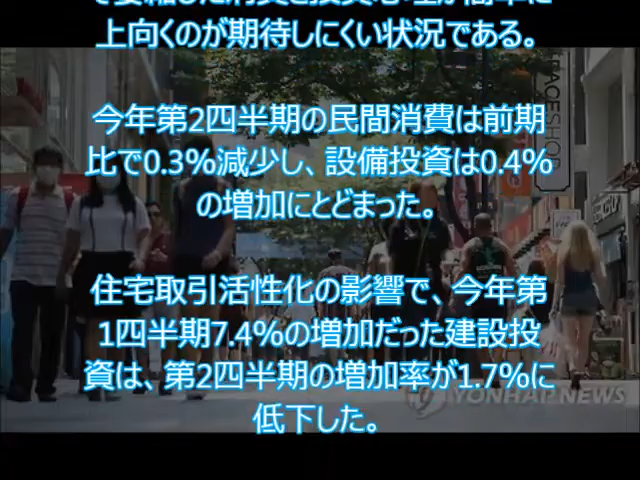 上向くのが期待しにくい状況である。
今年第2四半期の民間消費は前期
比で0.3%減少し、設備投資は0.4%
の増加にとどまった。
住宅取引活性化の影響で、今年第
1四半期7.4%の増加だった建設投
資は、第2四半期の増加率が1.7%に
低下した。
YONHAP NEWS